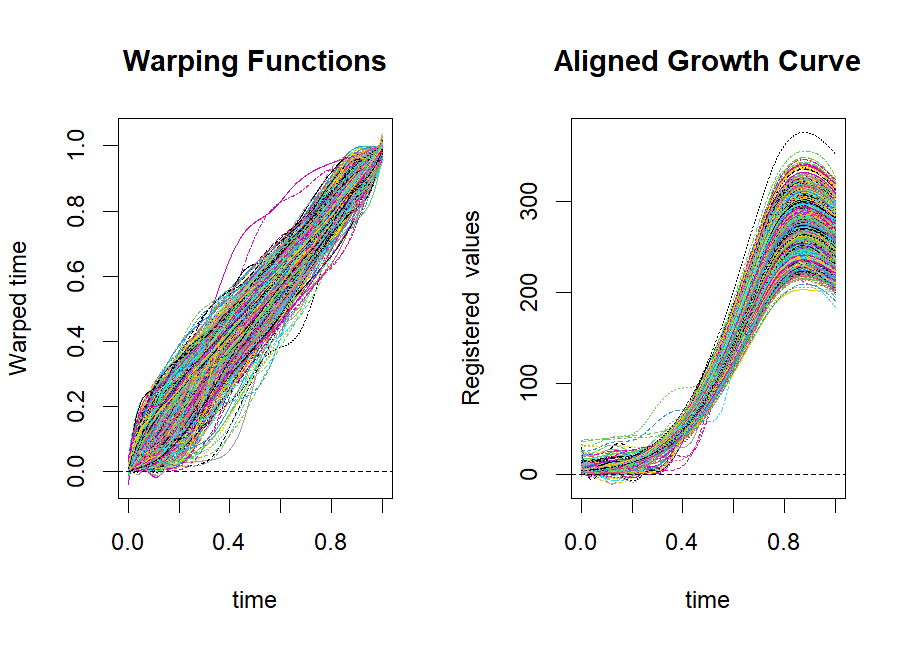 Warping Functions
Warped time
1.0
0.8
0.6
0.4
0.2
0.0
0.0 0.4 0.8
time
Aligned Growth Curve
Registered values
300
200
100
0
0.0 0.4 0.8
time